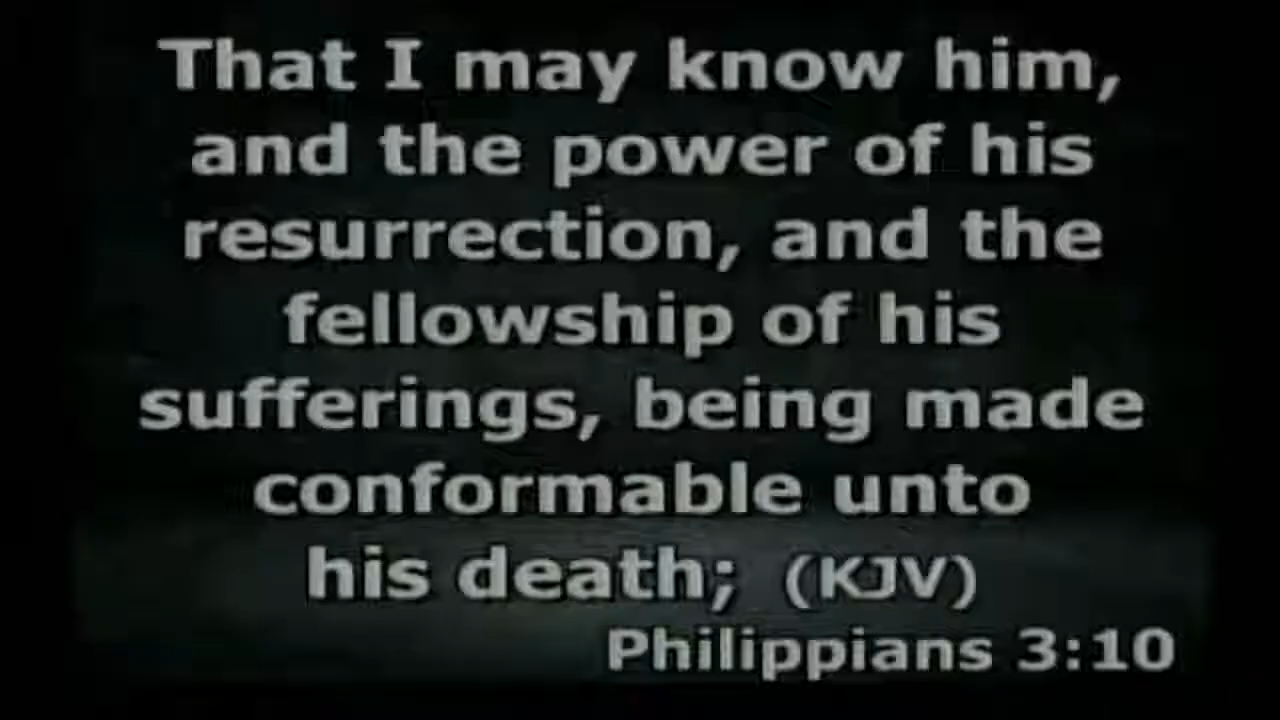 That I may know him,
and the power of his
resurrection, and the
fellowship of his
sufferings, being made
conformable unto
his death; (KJV)
Philippians 3:10